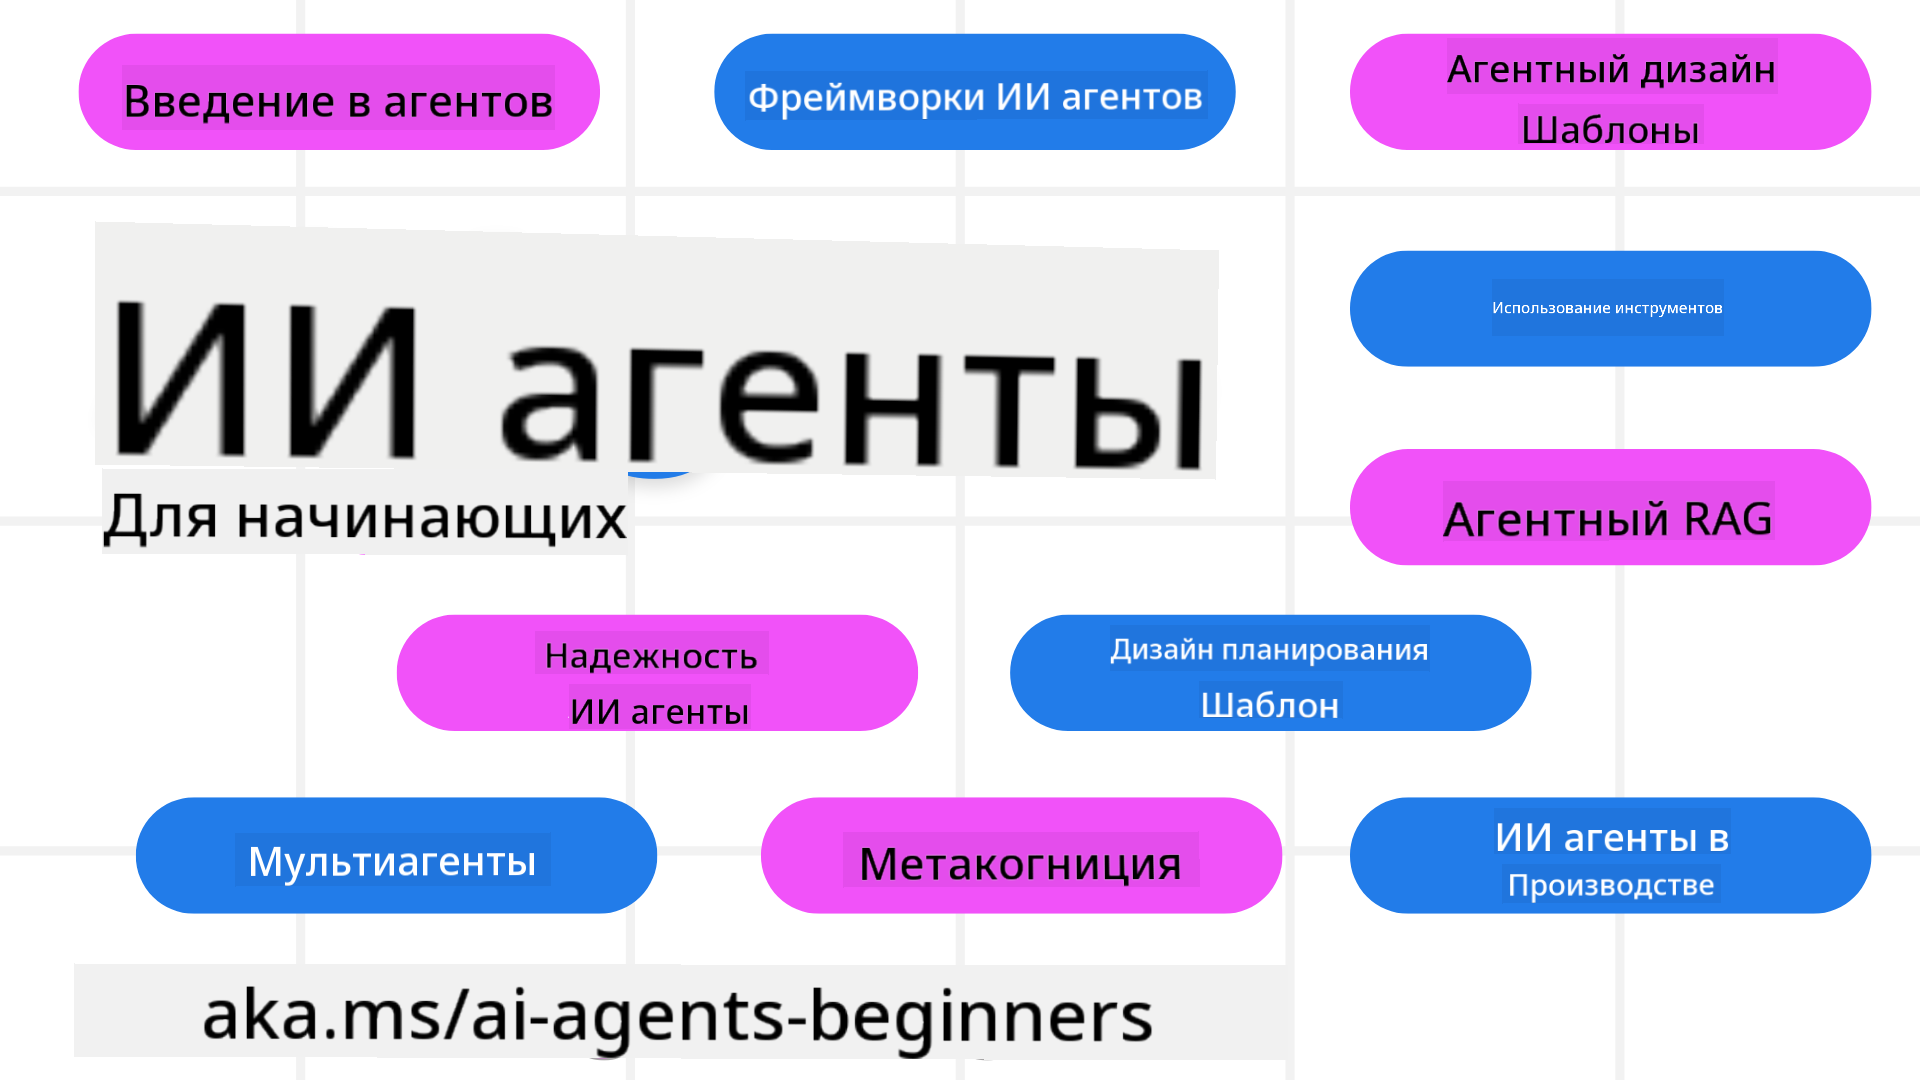 Введение в агентов
Фреймворки ИИ агентов
Агентный дизайн
Шаблоны
ИИ агенты
Для начинающих
Использование инструментов
Агентный RAG
Надежность
ИИ агенты
Дизайн планирования
Шаблон
Мультиагенты
Метакогниция
ИИ агенты в
Производстве
aka.ms/ai-agents-beginners